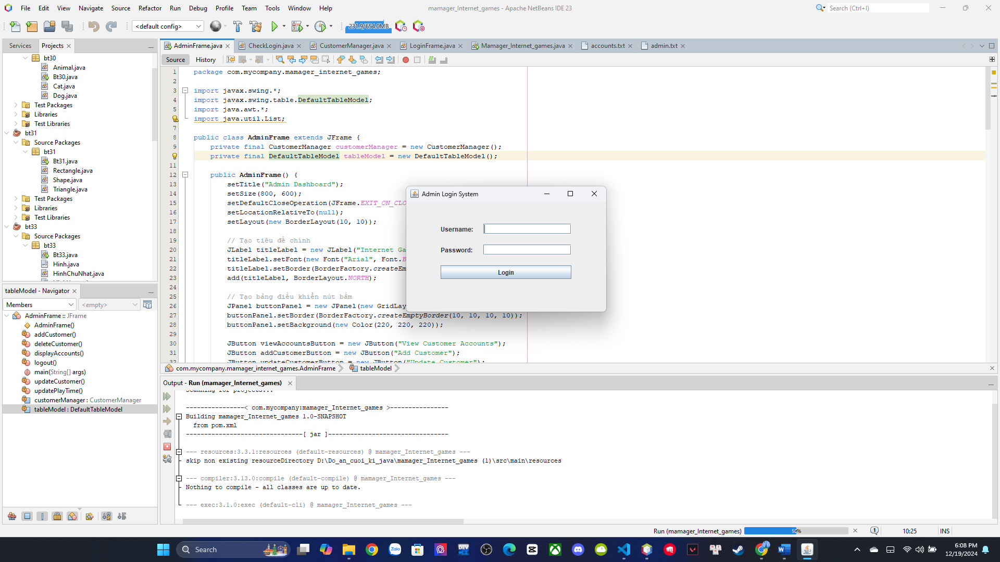 File Edit View Navigate Source Refactor Run Debug Profile Team Tools Window Help
mamager_Internet_games - Apache NetBeans IDE 23
Search (Ctrl+I)
<default config>
231.9/654.0MB
Services
Projects
AdminFrame.java
CheckLogin.java
CustomerManager.java
LoginFrame.java
Mamager_Internet_games.java
accounts.txt
admin.txt
Source
History
bt30
Animal.java
Bt30.java
Cat.java
Dog.java
Test Packages
Libraries
Test Libraries
bt31
Source Packages
bt31
Bt31.java
Rectangle.java
Shape.java
Triangle.java
Test Packages
Libraries
Test Libraries
bt33
Source Packages
bt33
Bt33.java
Hinh.java
HinhChuNhat.java
1 package com.mycompany.mamager_internet_games;
2
3 import javax.swing.*;
4 import javax.swing.table.DefaultTableModel;
5 import java.awt.*;
import java.util.List;
7
8 public class AdminFrame extends JFrame {
9 private final CustomerManager customerManager = new CustomerManager();
private final DefaultTableModel tableModel = new DefaultTableModel();
11
12 public AdminFrame() {
13 setTitle("Admin Dashboard");
14 setSize(800, 600);
15 setDefaultCloseOperation(JFrame.EXIT_ON_CLO
16 setLocationRelativeTo(null);
17 setLayout(new BorderLayout(10, 10));
18
19 // Tạo tiêu đề chính
20 JLabel titleLabel = new JLabel("Internet Ga
21 titleLabel.setFont(new Font("Arial", Font.B
22 titleLabel.setBorder(BorderFactory.createEm
23 add(titleLabel, BorderLayout.NORTH);
24
25 // Tạo bảng điều khiển nút bấm
26 JPanel buttonPanel = new JPanel(new GridLay
27 buttonPanel.setBorder(BorderFactory.createEmptyBorder(10, 10, 10, 10));
28 buttonPanel.setBackground(new Color(220, 220, 220));
29
30 JButton viewAccountsButton = new JButton("View Customer Accounts");
31 JButton addCustomerButton = new JButton("Add Customer");
32 JButton updateCustomerButton = new JButton("Update Customer");
Admin Login System
Username:
Password:
Login
com.mycompany.mamager_internet_games.AdminFrame
tableModel
tableModel - Navigator
Members
<empty>
AdminFrame :: JFrame
AdminFrame()
addCustomer()
deleteCustomer()
displayAccounts()
logout()
main(String[] args)
updateCustomer()
updatePlayTime()
customerManager : CustomerManager
tableModel : DefaultTableModel
Output - Run (mamager_Internet_games)
Scanning for projects...
----------------< com.mycompany:mamager_Internet_games >----------------
Building mamager_Internet_games 1.0-SNAPSHOT
from pom.xml
--------------------------------[ jar ]---------------------------------
--- resources:3.3.1:resources (default-resources) @ mamager_Internet_games ---
skip non existing resourceDirectory D:\Do_an_cuoi_ki_java\mamager_Internet_games (1)\src\main\resources
--- compiler:3.13.0:compile (default-compile) @ mamager_Internet_games ---
Nothing to compile - all classes are up to date.
--- exec:3.1.0:exec (default-cli) @ mamager_Internet_games ---
Run (mamager_Internet_games)
1
10:25
INS
Search
Zalo
DEV
6:08 PM
12/19/2024